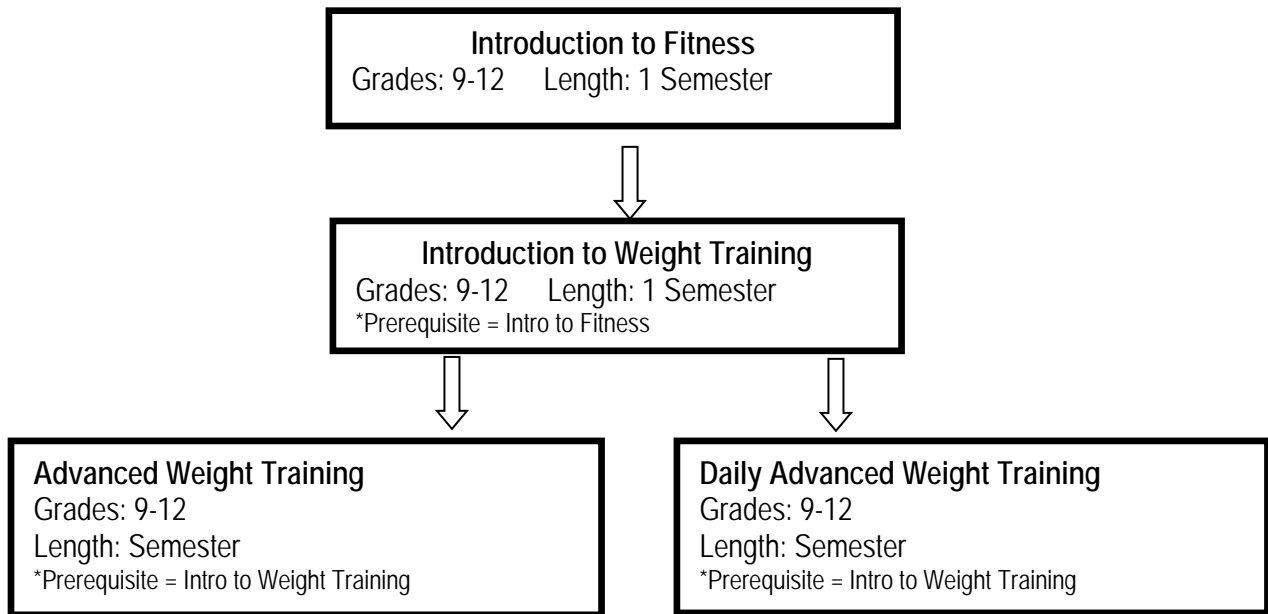 Introduction to Fitness
Grades: 9-12 Length: 1 Semester
Introduction to Weight Training
Grades: 9-12 Length: 1 Semester
*Prerequisite = Intro to Fitness
Advanced Weight Training
Grades: 9-12
Length: Semester
*Prerequisite = Intro to Weight Training
Daily Advanced Weight Training
Grades: 9-12
Length: Semester
*Prerequisite = Intro to Weight Training